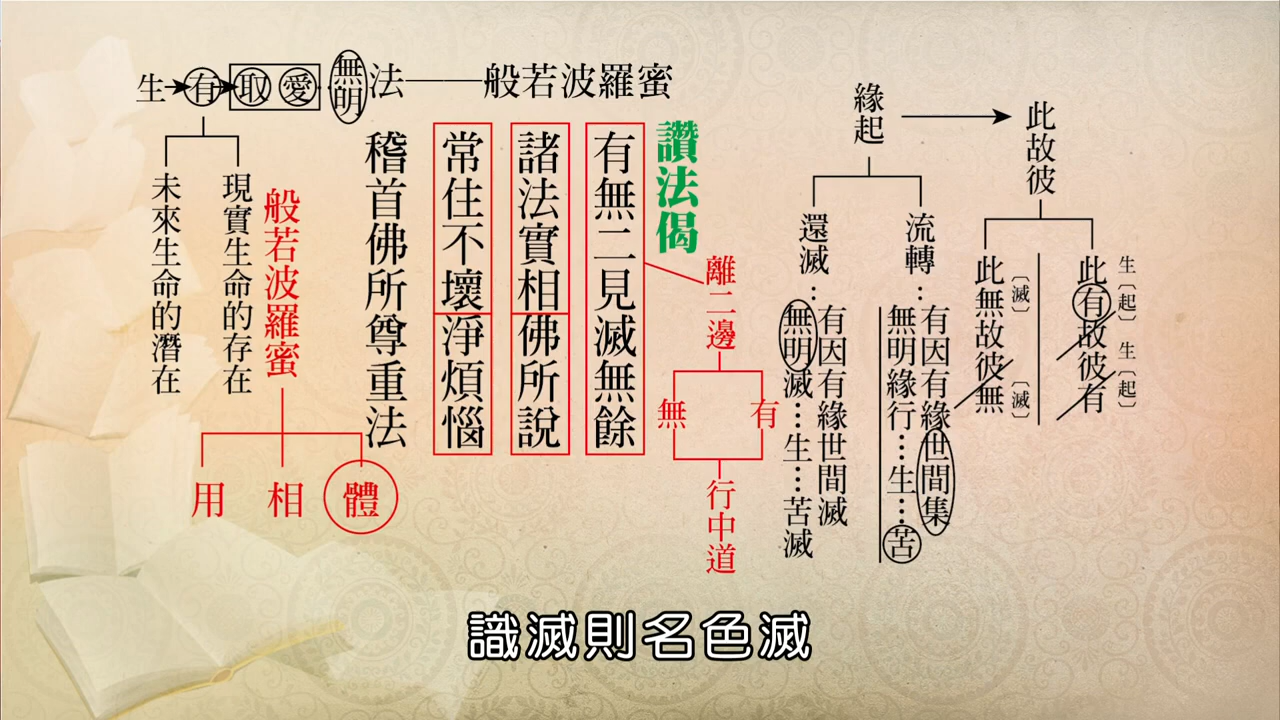 緣起
此故彼
流轉：
有因有緣世間集
無明緣行…生…苦
還滅：
有因有緣世間滅
無明滅…生…苦滅
生〔起〕生〔起〕
此有故彼有
〔滅〕〔滅〕
此無故彼無
法——般若波羅蜜
讚法偈
有無二見滅無餘
諸法實相佛所說
常住不壞淨煩惱
稽首佛所尊重法
離二邊
有
無
行中道
無明
愛
取
有
生
現實生命的存在
未來生命的潛在
般若波羅蜜
體
相
用
識滅則名色滅